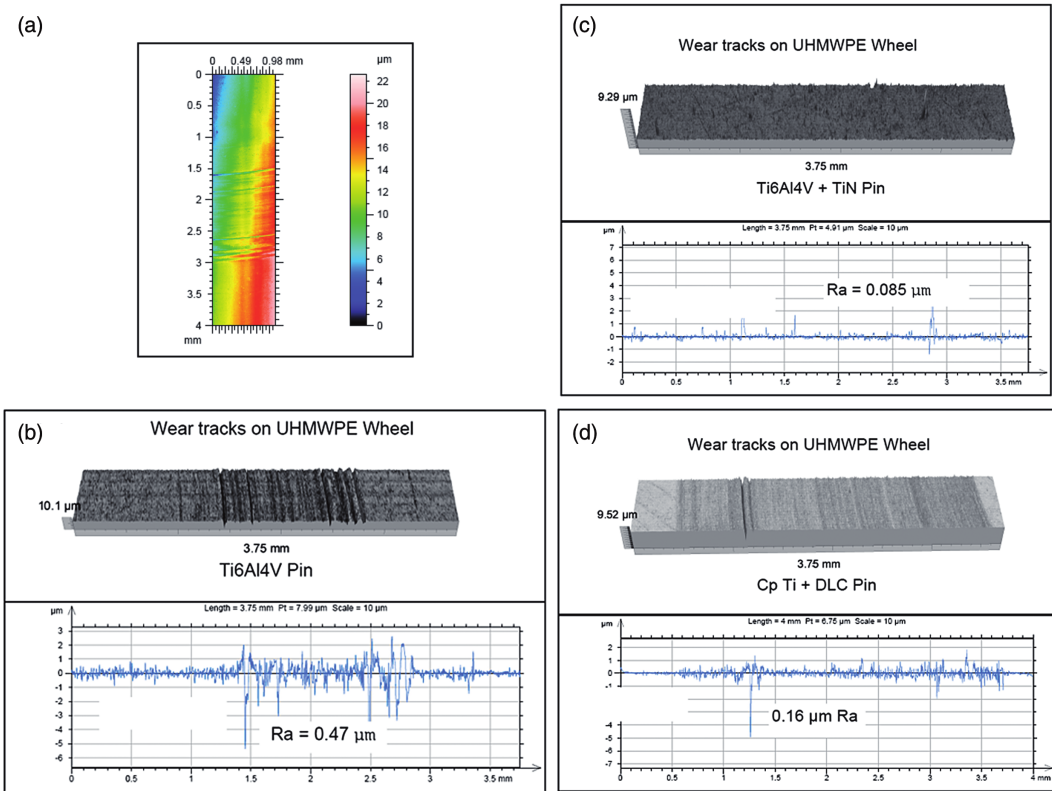 (a)
0 0.49 0.98 mm
µm
0
0.5
1
1.5
2
2.5
3
3.5
4
mm
22
20
18
16
14
12
10
8
6
4
2
0
(c)
Wear tracks on UHMWPE Wheel
9.29 µm
3.75 mm
Ti6Al4V + TiN Pin
Length = 3.75 mm Pt = 4.91 µm Scale = 10 µm
µm
7
6
5
4
3
2
1
0
-1
-2
Ra = 0.085 µm
0 0.5 1 1.5 2 2.5 3 3.5 mm
(b)
Wear tracks on UHMWPE Wheel
10.1 µm
3.75 mm
Ti6Al4V Pin
Length = 3.75 mm Pt = 7.99 µm Scale = 10 µm
µm
3
2
1
0
-1
-2
-3
-4
-5
-6
Ra = 0.47 µm
0 0.5 1 1.5 2 2.5 3 3.5 mm
(d)
Wear tracks on UHMWPE Wheel
9.52 µm
3.75 mm
Cp Ti + DLC Pin
Length = 4 mm Pt = 6.75 µm Scale = 10 µm
µm
2
1
0
-1
-4
-5
-6
-7
0.16 µm Ra
0 0.5 1 1.5 2 2.5 3 3.5 4 mm